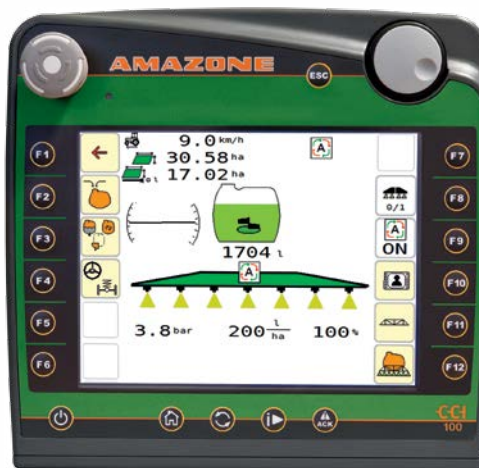 AMAZONE
ESC
F1
F2
F3
F4
F5
F6
9.0 km/h
30.58 ha
17.02 ha
A
0/1
A
ON
1704 l
A
3.8 bar
200 l/ha
100 %
F7
F8
F9
F10
F11
F12
i
ACK
CCI
100